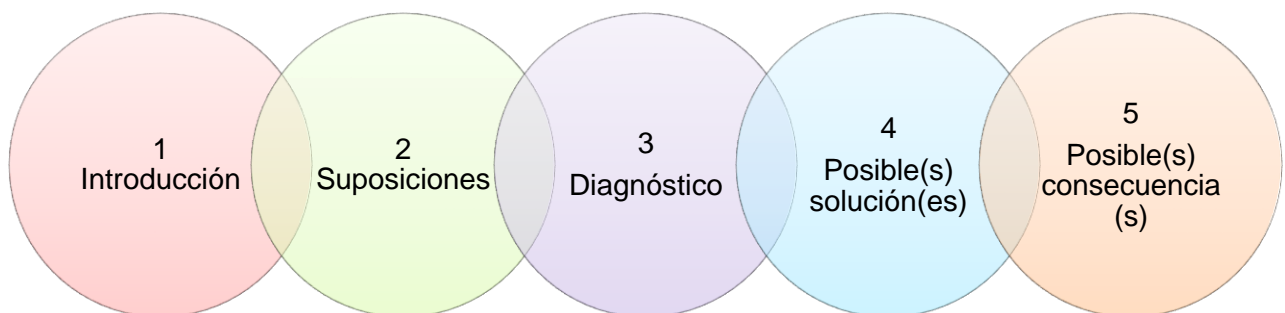 1
Introducción
2
Suposiciones
3
Diagnóstico
4
Posible(s)
solución(es)
5
Posible(s)
consecuencia
(s)